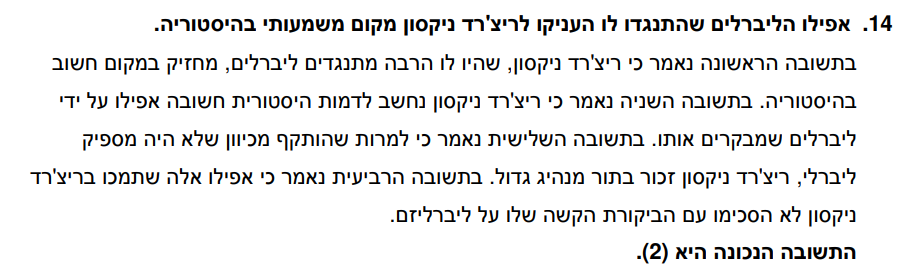 14. אפילו הליברלים שהתנגדו לו העניקו לריצ'רד ניקסון מקום משמעותי בהיסטוריה.
בתשובה הראשונה נאמר כי ריצ'רד ניקסון, שהיו לו הרבה מתנגדים ליברלים, מחזיק במקום חשוב
בהיסטוריה. בתשובה השניה נאמר כי ריצ'רד ניקסון נחשב לדמות היסטורית חשובה אפילו על ידי
ליברלים שמבקרים אותו. בתשובה השלישית נאמר כי למרות שהותקף מכיוון שלא היה מספיק
ליברלי, ריצ'רד ניקסון זכור בתור מנהיג גדול. בתשובה הרביעית נאמר כי אפילו אלה שתמכו בריצ'רד
ניקסון לא הסכימו עם הביקורת הקשה שלו על ליברליזם.
התשובה הנכונה היא (2).